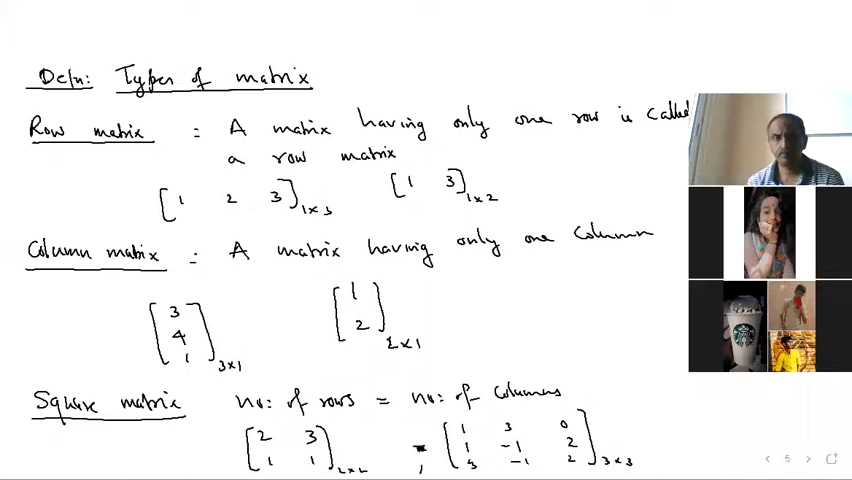 Defn: Types of matrix
Row matrix : A matrix having only one row is called
a row matrix
[1 2 3]1×3 [1 3]1×2
Column matrix : A matrix having only one column
[3
4
1]3×1
[1
2]2×1
Square matrix no: of rows = no: of columns
[2 3
1 1]2×2 ,
[1 3 0
1 -1 2
3 -1 2]3×3
5